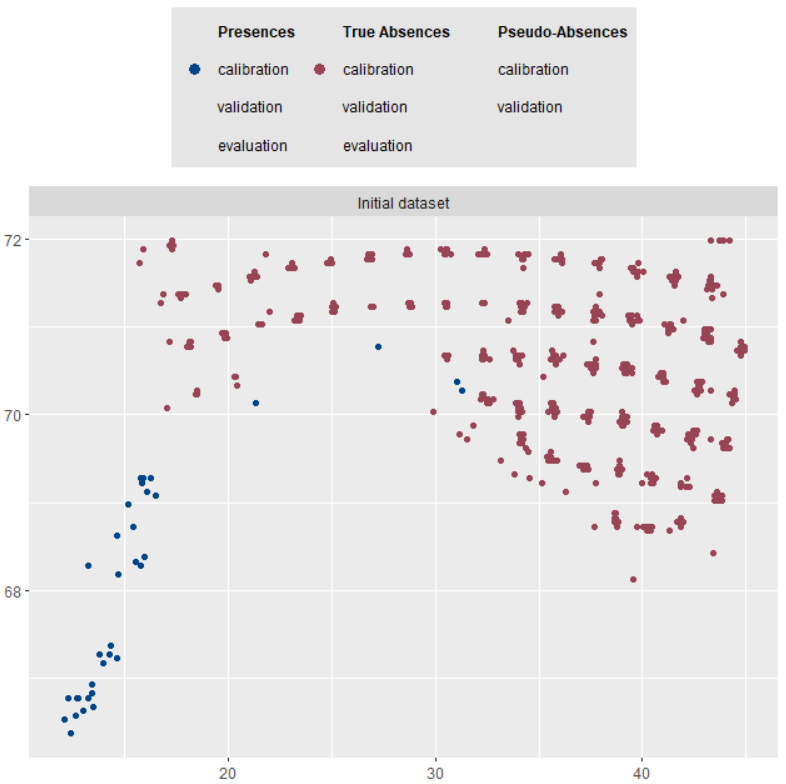 Presences True Absences Pseudo-Absences
calibration calibration calibration
validation validation validation
evaluation evaluation
Initial dataset
72
70
68
20 30 40